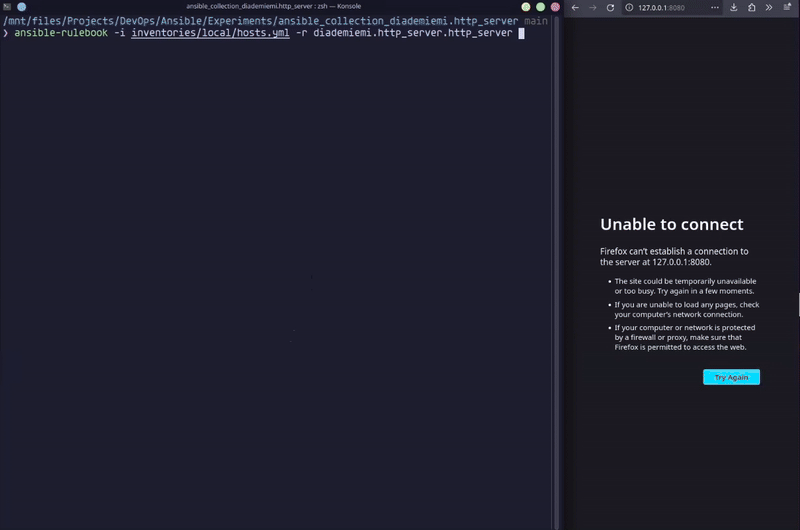 ansible_collection_diademiemi.http_server : zsh — Konsole
/mnt/files/Projects/DevOps/Ansible/Experiments/ansible_collection_diademiemi.http_server main
❯ ansible-rulebook -i inventories/local/hosts.yml -r diademiemi.http_server.http_server
127.0.0.1:8080
Unable to connect
Firefox can’t establish a connection to
the server at 127.0.0.1:8080.
• The site could be temporarily unavailable
or too busy. Try again in a few moments.
• If you are unable to load any pages, check
your computer’s network connection.
• If your computer or network is protected
by a firewall or proxy, make sure that
Firefox is permitted to access the web.
Try Again